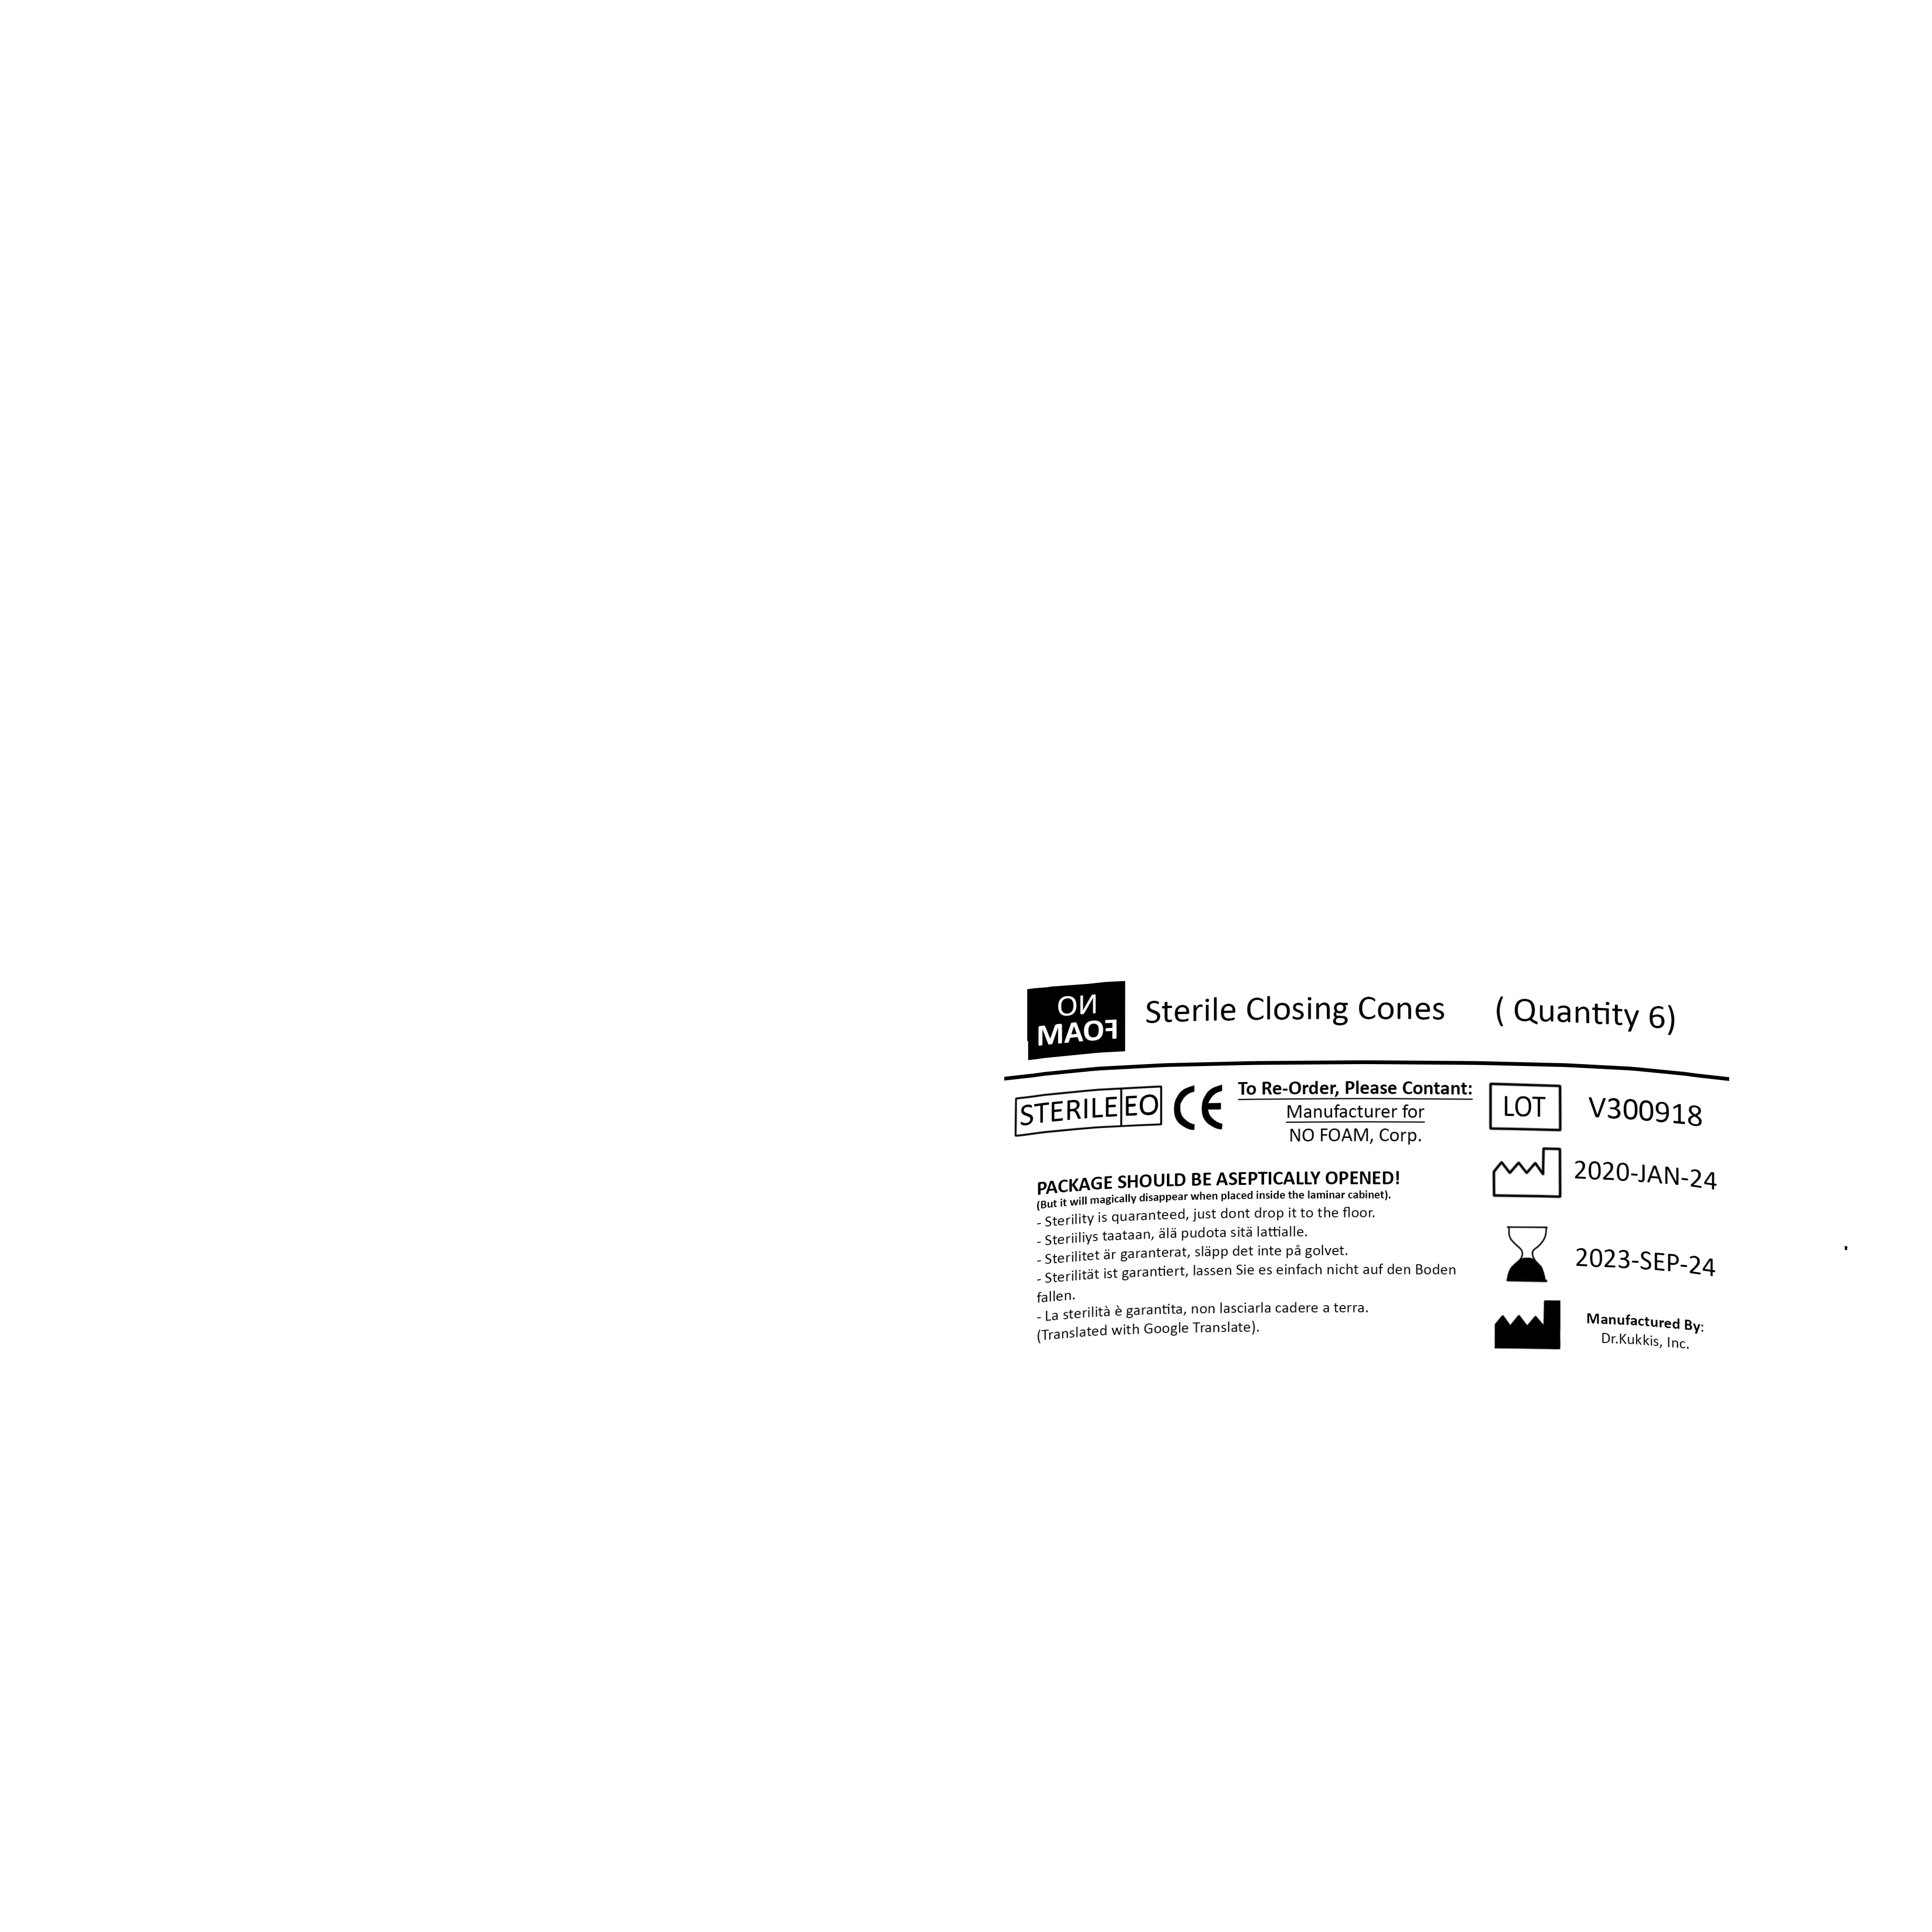 NO
FOAM
Sterile Closing Cones ( Quantity 6)
STERILE EO CE
To Re-Order, Please Contant:
Manufacturer for
NO FOAM, Corp.
LOT V300918
2020-JAN-24
2023-SEP-24
Manufactured By:
Dr.Kukkis, Inc.
PACKAGE SHOULD BE ASEPTICALLY OPENED!
(But it will magically disappear when placed inside the laminar cabinet).
- Sterility is quaranteed, just dont drop it to the floor.
- Steriiliys taataan, älä pudota sitä lattialle.
- Sterilitet är garanterat, släpp det inte på golvet.
- Sterilität ist garantiert, lassen Sie es einfach nicht auf den Boden
fallen.
- La sterilità è garantita, non lasciarla cadere a terra.
(Translated with Google Translate).